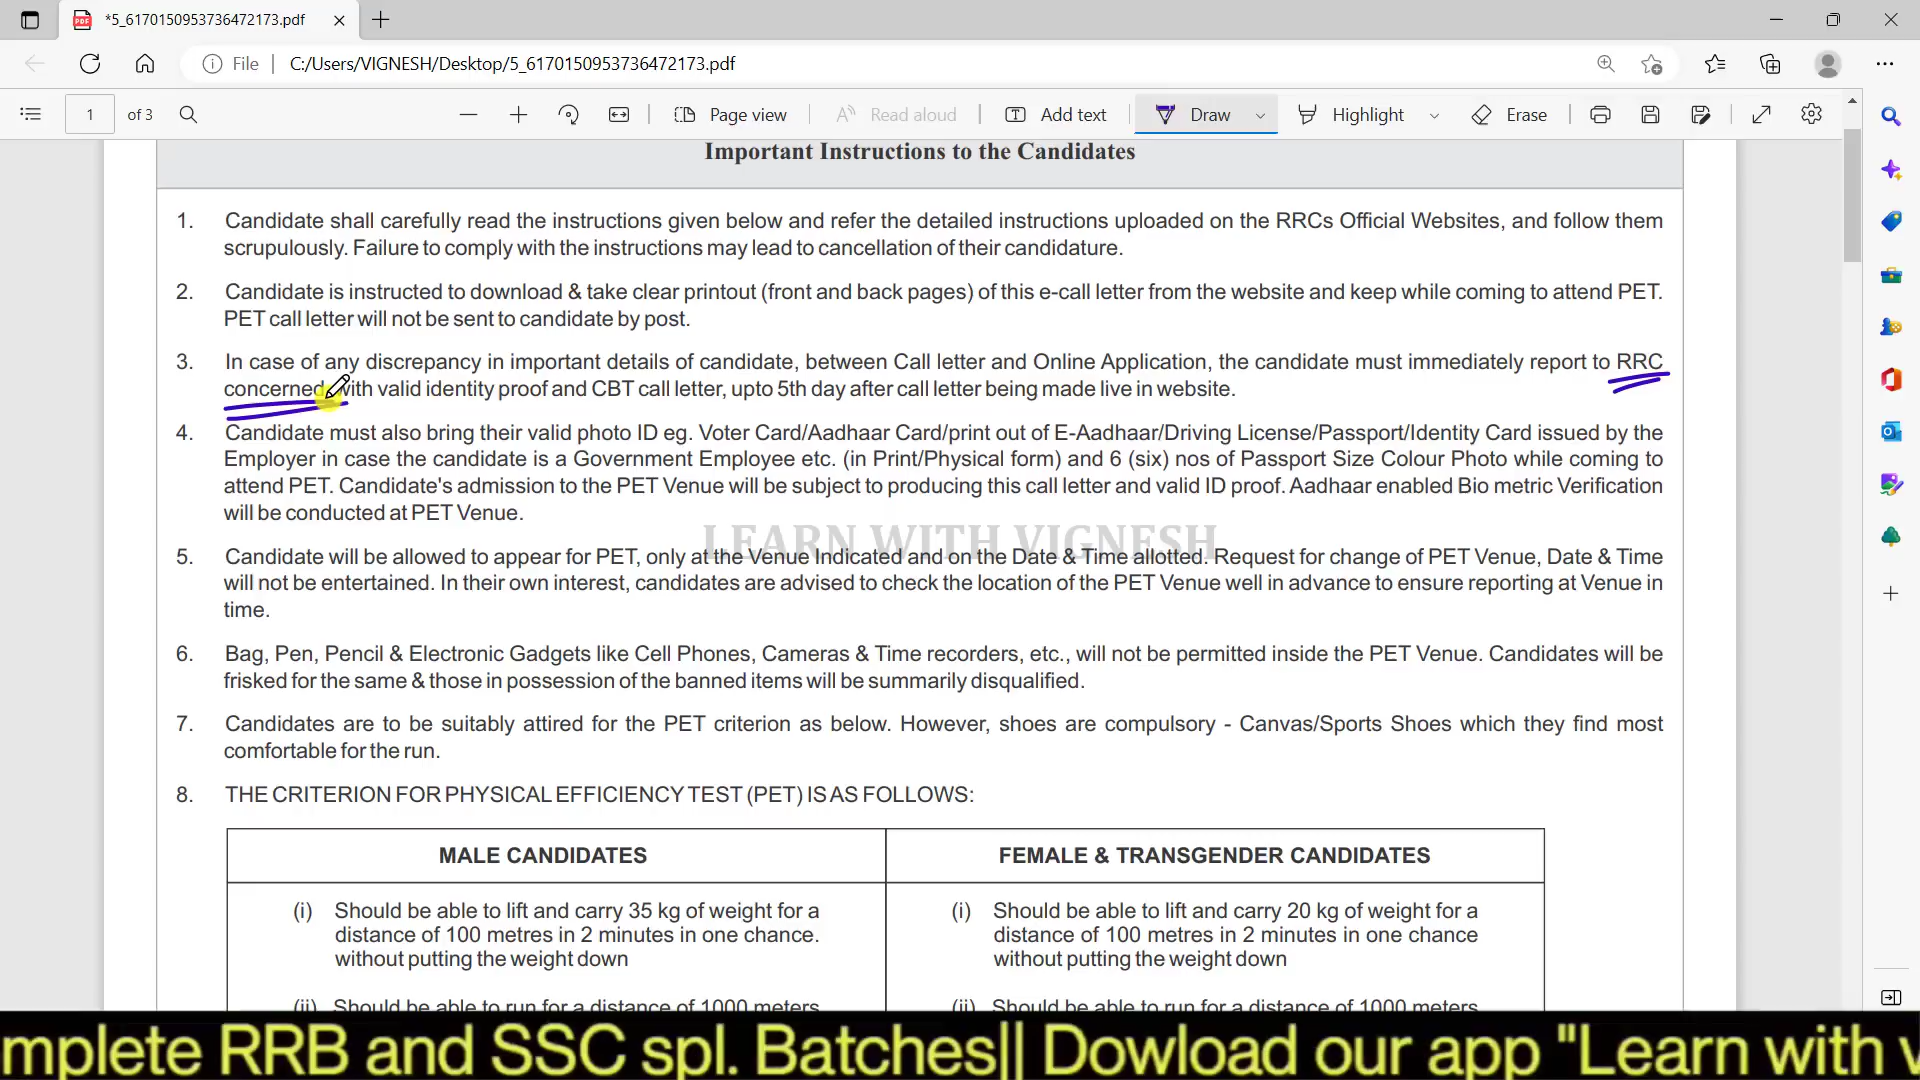 *5_6170150953736472173.pdf
File
C:/Users/VIGNESH/Desktop/5_6170150953736472173.pdf
1 of 3
Page view
Read aloud
Add text
Draw
Highlight
Erase
Important Instructions to the Candidates
1. Candidate shall carefully read the instructions given below and refer the detailed instructions uploaded on the RRCs Official Websites, and follow them
scrupulously. Failure to comply with the instructions may lead to cancellation of their candidature.
2. Candidate is instructed to download & take clear printout (front and back pages) of this e-call letter from the website and keep while coming to attend PET.
PET call letter will not be sent to candidate by post.
3. In case of any discrepancy in important details of candidate, between Call letter and Online Application, the candidate must immediately report to RRC
concerned with valid identity proof and CBT call letter, upto 5th day after call letter being made live in website.
4. Candidate must also bring their valid photo ID eg. Voter Card/Aadhaar Card/print out of E-Aadhaar/Driving License/Passport/Identity Card issued by the
Employer in case the candidate is a Government Employee etc. (in Print/Physical form) and 6 (six) nos of Passport Size Colour Photo while coming to
attend PET. Candidate's admission to the PET Venue will be subject to producing this call letter and valid ID proof. Aadhaar enabled Bio metric Verification
will be conducted at PET Venue.
LEARN WITH VIGNESH
5. Candidate will be allowed to appear for PET, only at the Venue Indicated and on the Date & Time allotted. Request for change of PET Venue, Date & Time
will not be entertained. In their own interest, candidates are advised to check the location of the PET Venue well in advance to ensure reporting at Venue in
time.
6. Bag, Pen, Pencil & Electronic Gadgets like Cell Phones, Cameras & Time recorders, etc., will not be permitted inside the PET Venue. Candidates will be
frisked for the same & those in possession of the banned items will be summarily disqualified.
7. Candidates are to be suitably attired for the PET criterion as below. However, shoes are compulsory - Canvas/Sports Shoes which they find most
comfortable for the run.
8. THE CRITERION FOR PHYSICAL EFFICIENCY TEST (PET) IS AS FOLLOWS:
MALE CANDIDATES
(i) Should be able to lift and carry 35 kg of weight for a
distance of 100 metres in 2 minutes in one chance.
without putting the weight down
(ii) Should be able to run for a distance of 1000 meters
FEMALE & TRANSGENDER CANDIDATES
(i) Should be able to lift and carry 20 kg of weight for a
distance of 100 metres in 2 minutes in one chance
without putting the weight down
(ii) Should be able to run for a distance of 1000 meters
mplete RRB and SSC spl. Batches|| Dowload our app "Learn with v